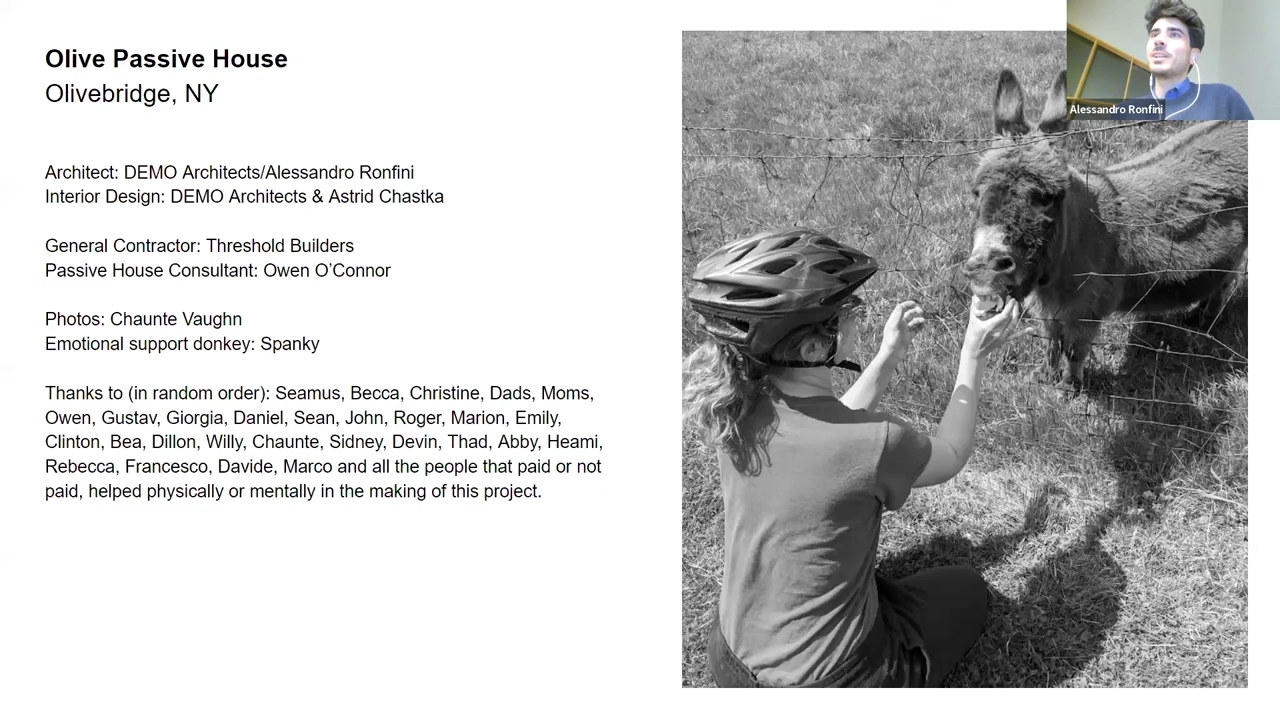 Olive Passive House
Olivebridge, NY
Architect: DEMO Architects/Alessandro Ronfini
Interior Design: DEMO Architects & Astrid Chastka
General Contractor: Threshold Builders
Passive House Consultant: Owen O'Connor
Photos: Chaunte Vaughn
Emotional support donkey: Spanky
Thanks to (in random order): Seamus, Becca, Christine, Dads, Moms,
Owen, Gustav, Giorgia, Daniel, Sean, John, Roger, Marion, Emily,
Clinton, Bea, Dillon, Willy, Chaunte, Sidney, Devin, Thad, Abby, Heami,
Rebecca, Francesco, Davide, Marco and all the people that paid or not
paid, helped physically or mentally in the making of this project.
Alessandro Ronfini